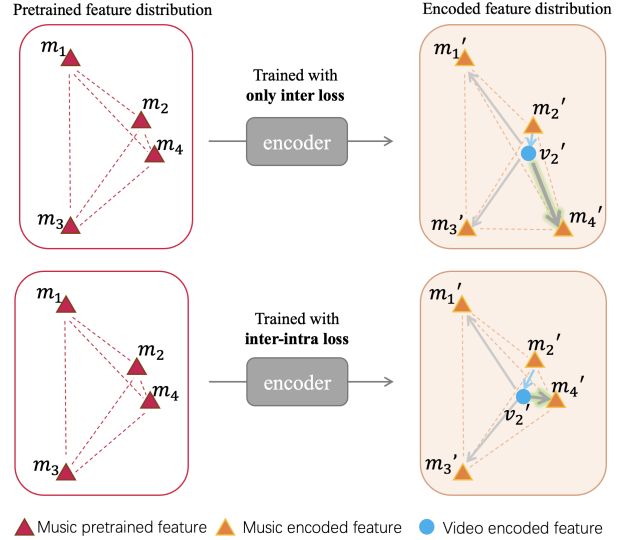 Pretrained feature distribution
Encoded feature distribution
m₁
m₂
m₄
m₃
Trained with
only inter loss
encoder
m₁′
m₂′
v₂′
m₃′
m₄′
m₁
m₂
m₄
m₃
Trained with
inter-intra loss
encoder
m₁′
m₂′
m₄′
v₂′
m₃′
Music pretrained feature
Music encoded feature
Video encoded feature